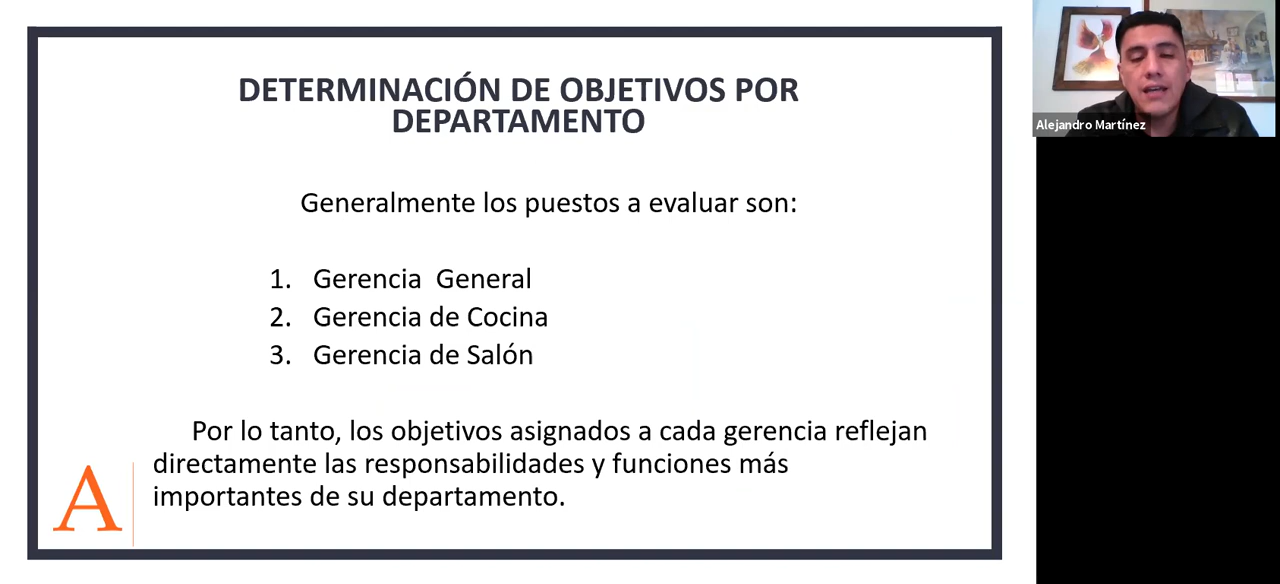 DETERMINACIÓN DE OBJETIVOS POR
DEPARTAMENTO
Generalmente los puestos a evaluar son:
1. Gerencia General
2. Gerencia de Cocina
3. Gerencia de Salón
Por lo tanto, los objetivos asignados a cada gerencia reflejan
directamente las responsabilidades y funciones más
importantes de su departamento.
A
Alejandro Martínez